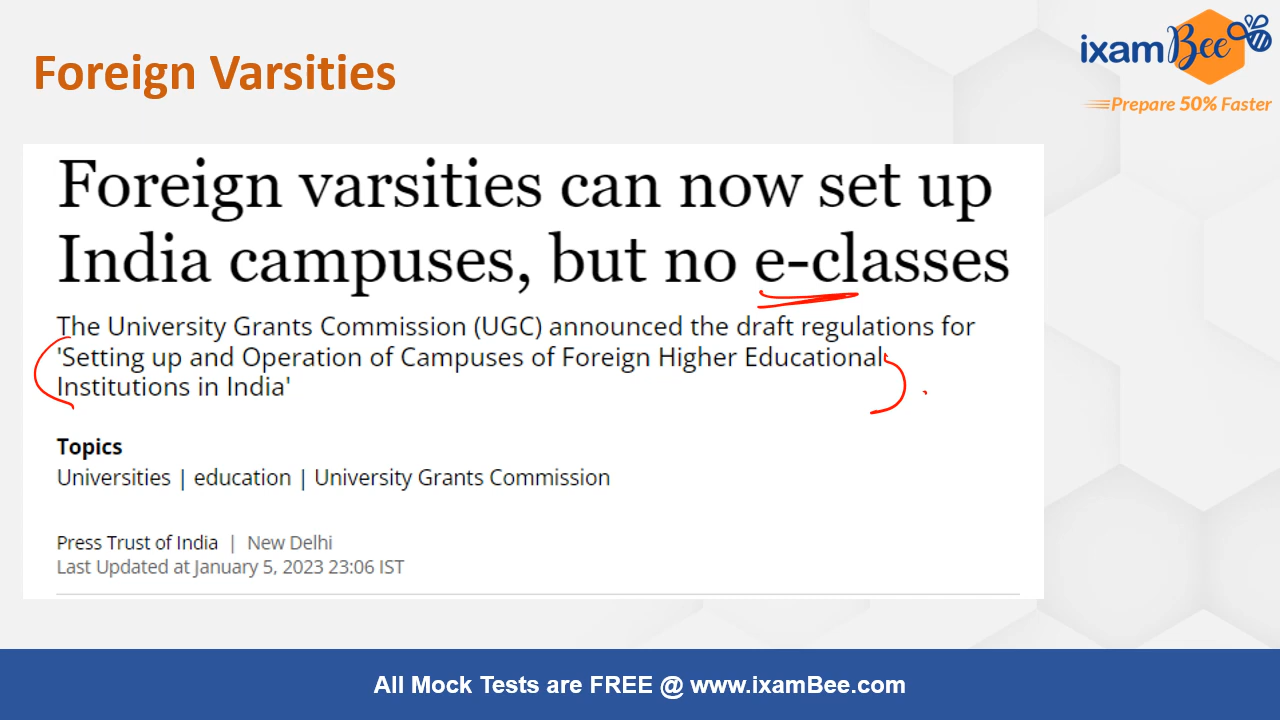 Foreign Varsities
ixamBee
Prepare 50% Faster
Foreign varsities can now set up
India campuses, but no e-classes
The University Grants Commission (UGC) announced the draft regulations for
'Setting up and Operation of Campuses of Foreign Higher Educational
Institutions in India'
Topics
Universities | education | University Grants Commission
Press Trust of India | New Delhi
Last Updated at January 5, 2023 23:06 IST
All Mock Tests are FREE @ www.ixamBee.com